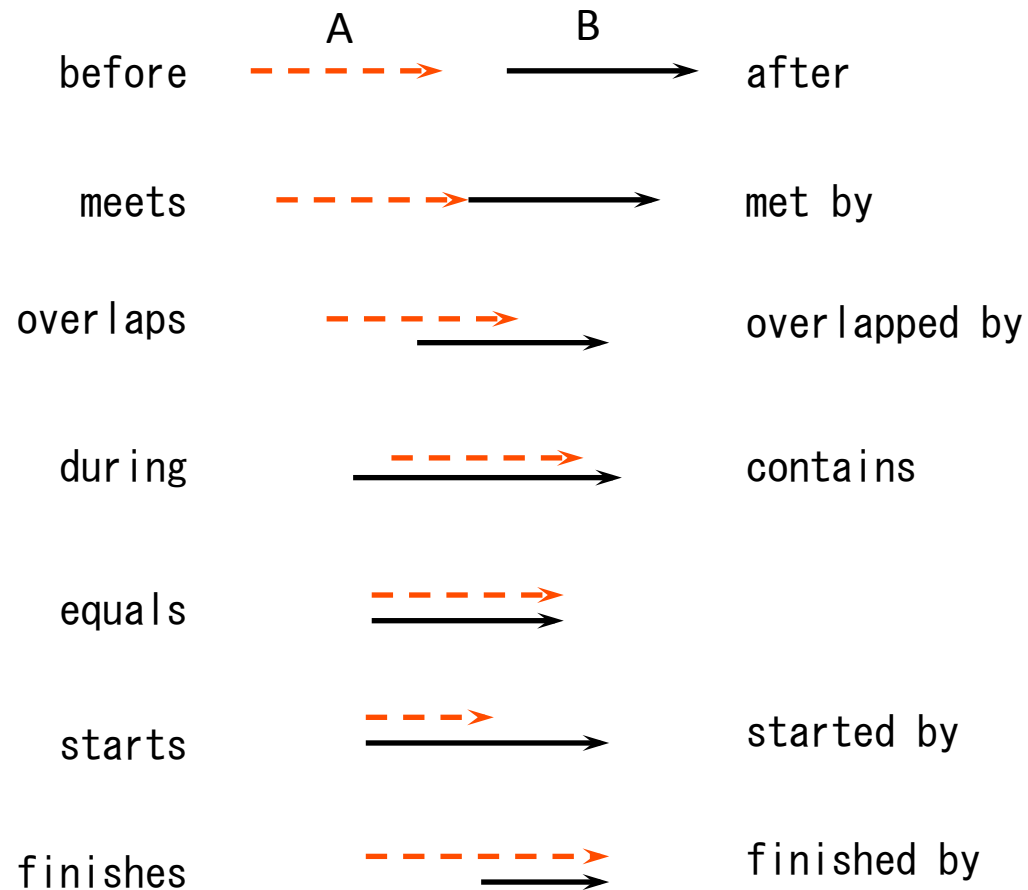 A B
before after
meets met by
overlaps overlapped by
during contains
equals
starts started by
finishes finished by